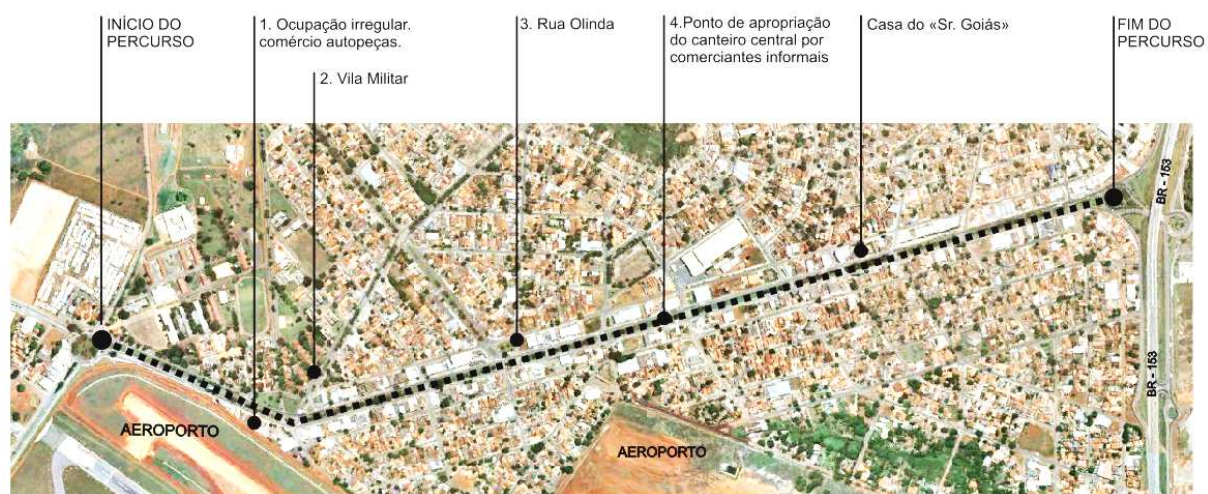 INÍCIO DO
PERCURSO
1. Ocupação irregular.
comércio autopeças.
2. Vila Militar
3. Rua Olinda
4.Ponto de apropriação
do canteiro central por
comerciantes informais
Casa do «Sr. Goiás»
FIM DO
PERCURSO
BR - 153
BR - 153
AEROPORTO
AEROPORTO